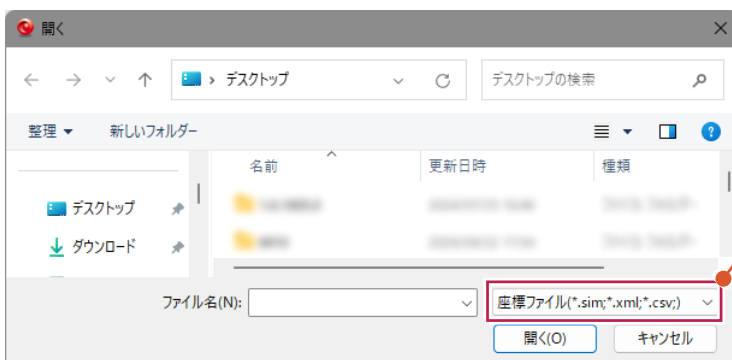 開く
デスクトップ
デスクトップの検索
整理 新しいフォルダー
名前 更新日時 種類
デスクトップ
ダウンロード
ファイル名(N): 座標ファイル(*.sim;*.xml;*.csv;)
開く(O) キャンセル